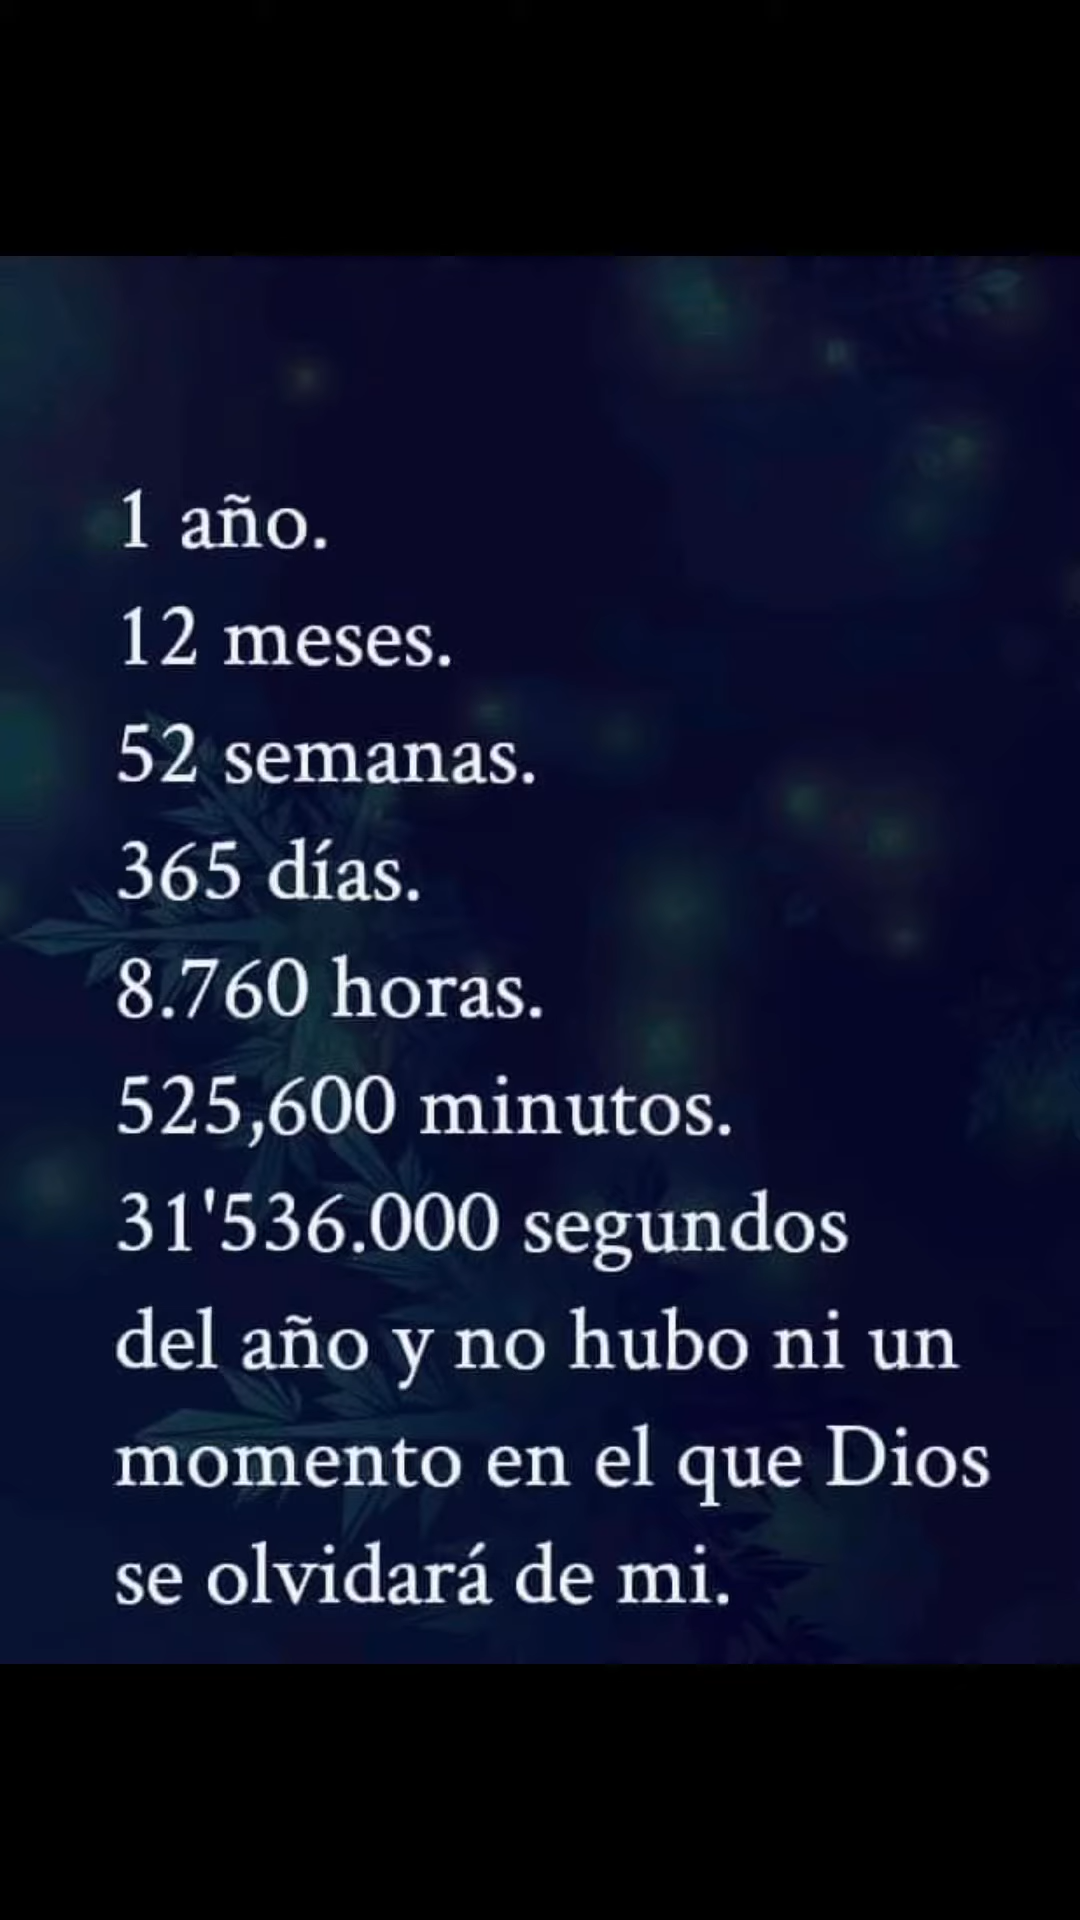 1 año.
12 meses.
52 semanas.
365 días.
8.760 horas.
525,600 minutos.
31'536.000 segundos
del año y no hubo ni un
momento en el que Dios
se olvidará de mi.